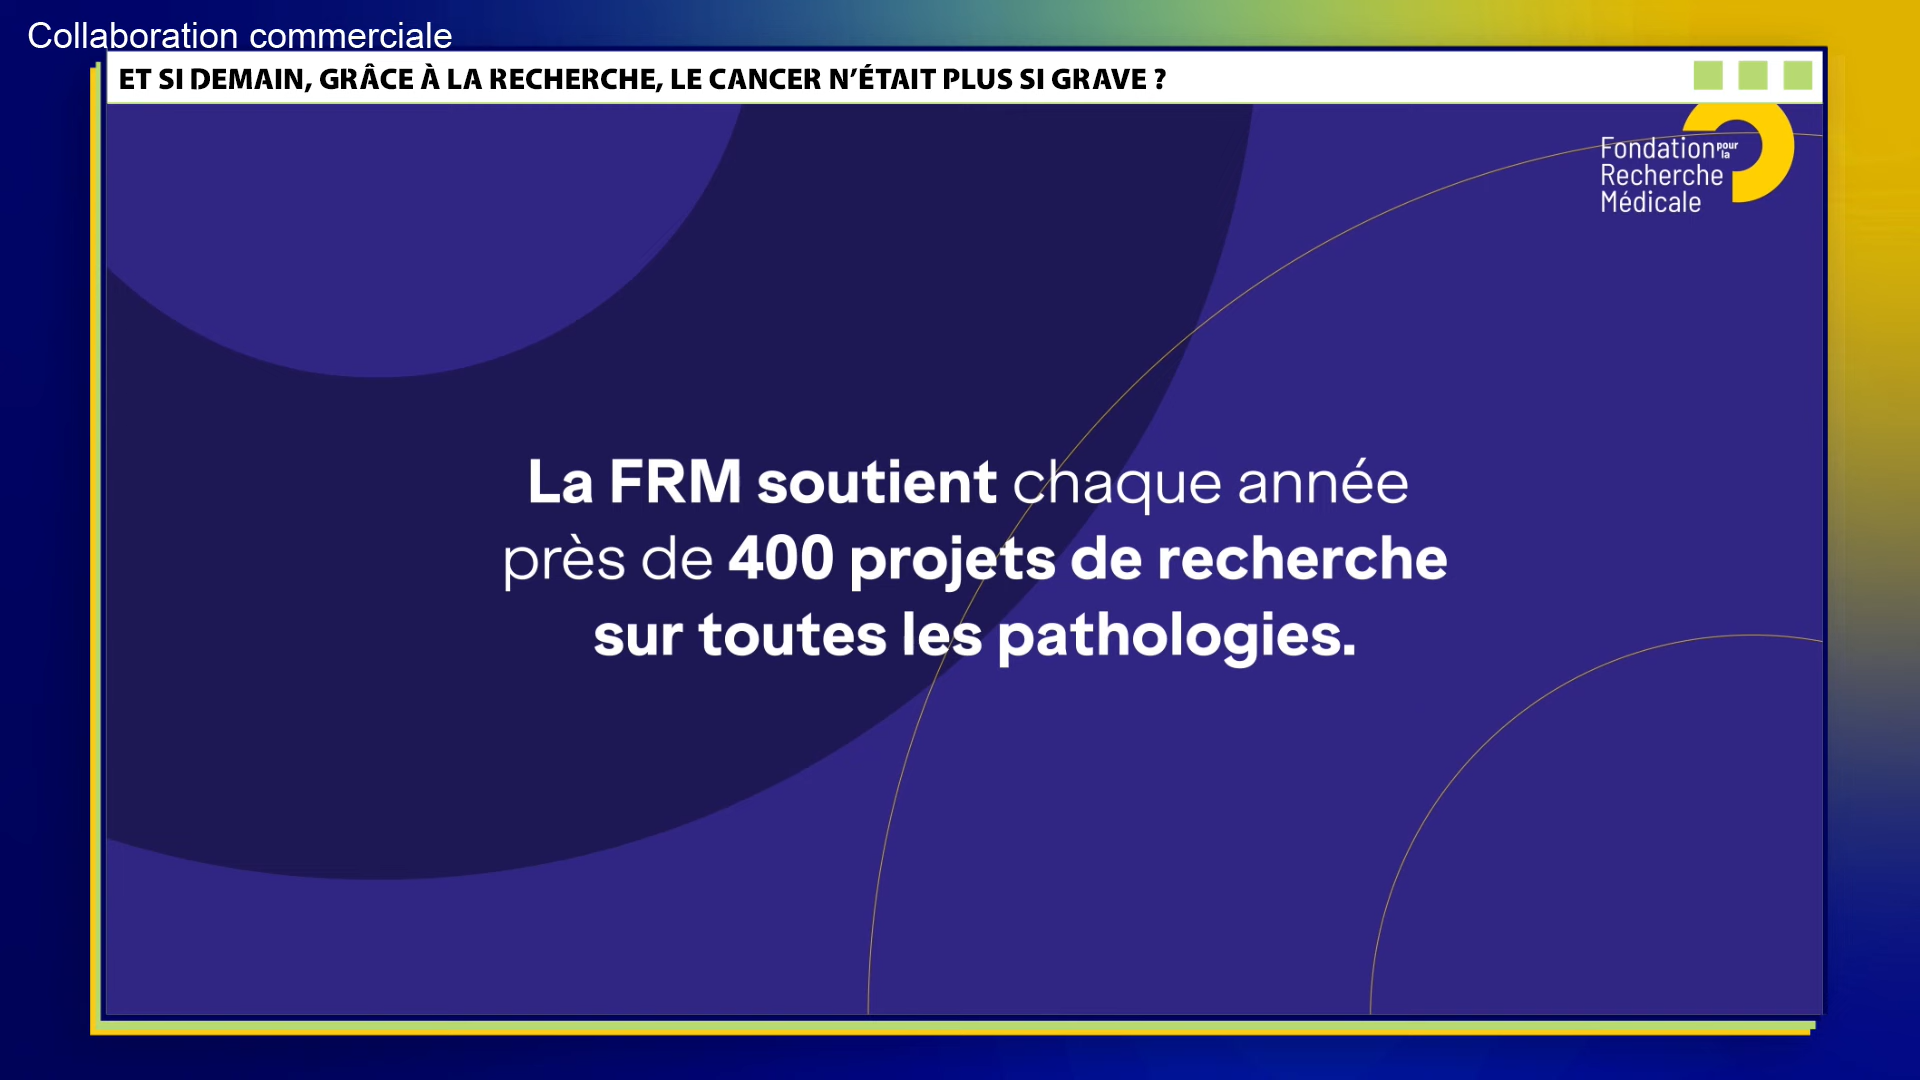 Collaboration commerciale
ET SI DEMAIN, GRÂCE À LA RECHERCHE, LE CANCER N’ÉTAIT PLUS SI GRAVE ?
Fondation pour la
Recherche
Médicale
La FRM soutient chaque année
près de 400 projets de recherche
sur toutes les pathologies.